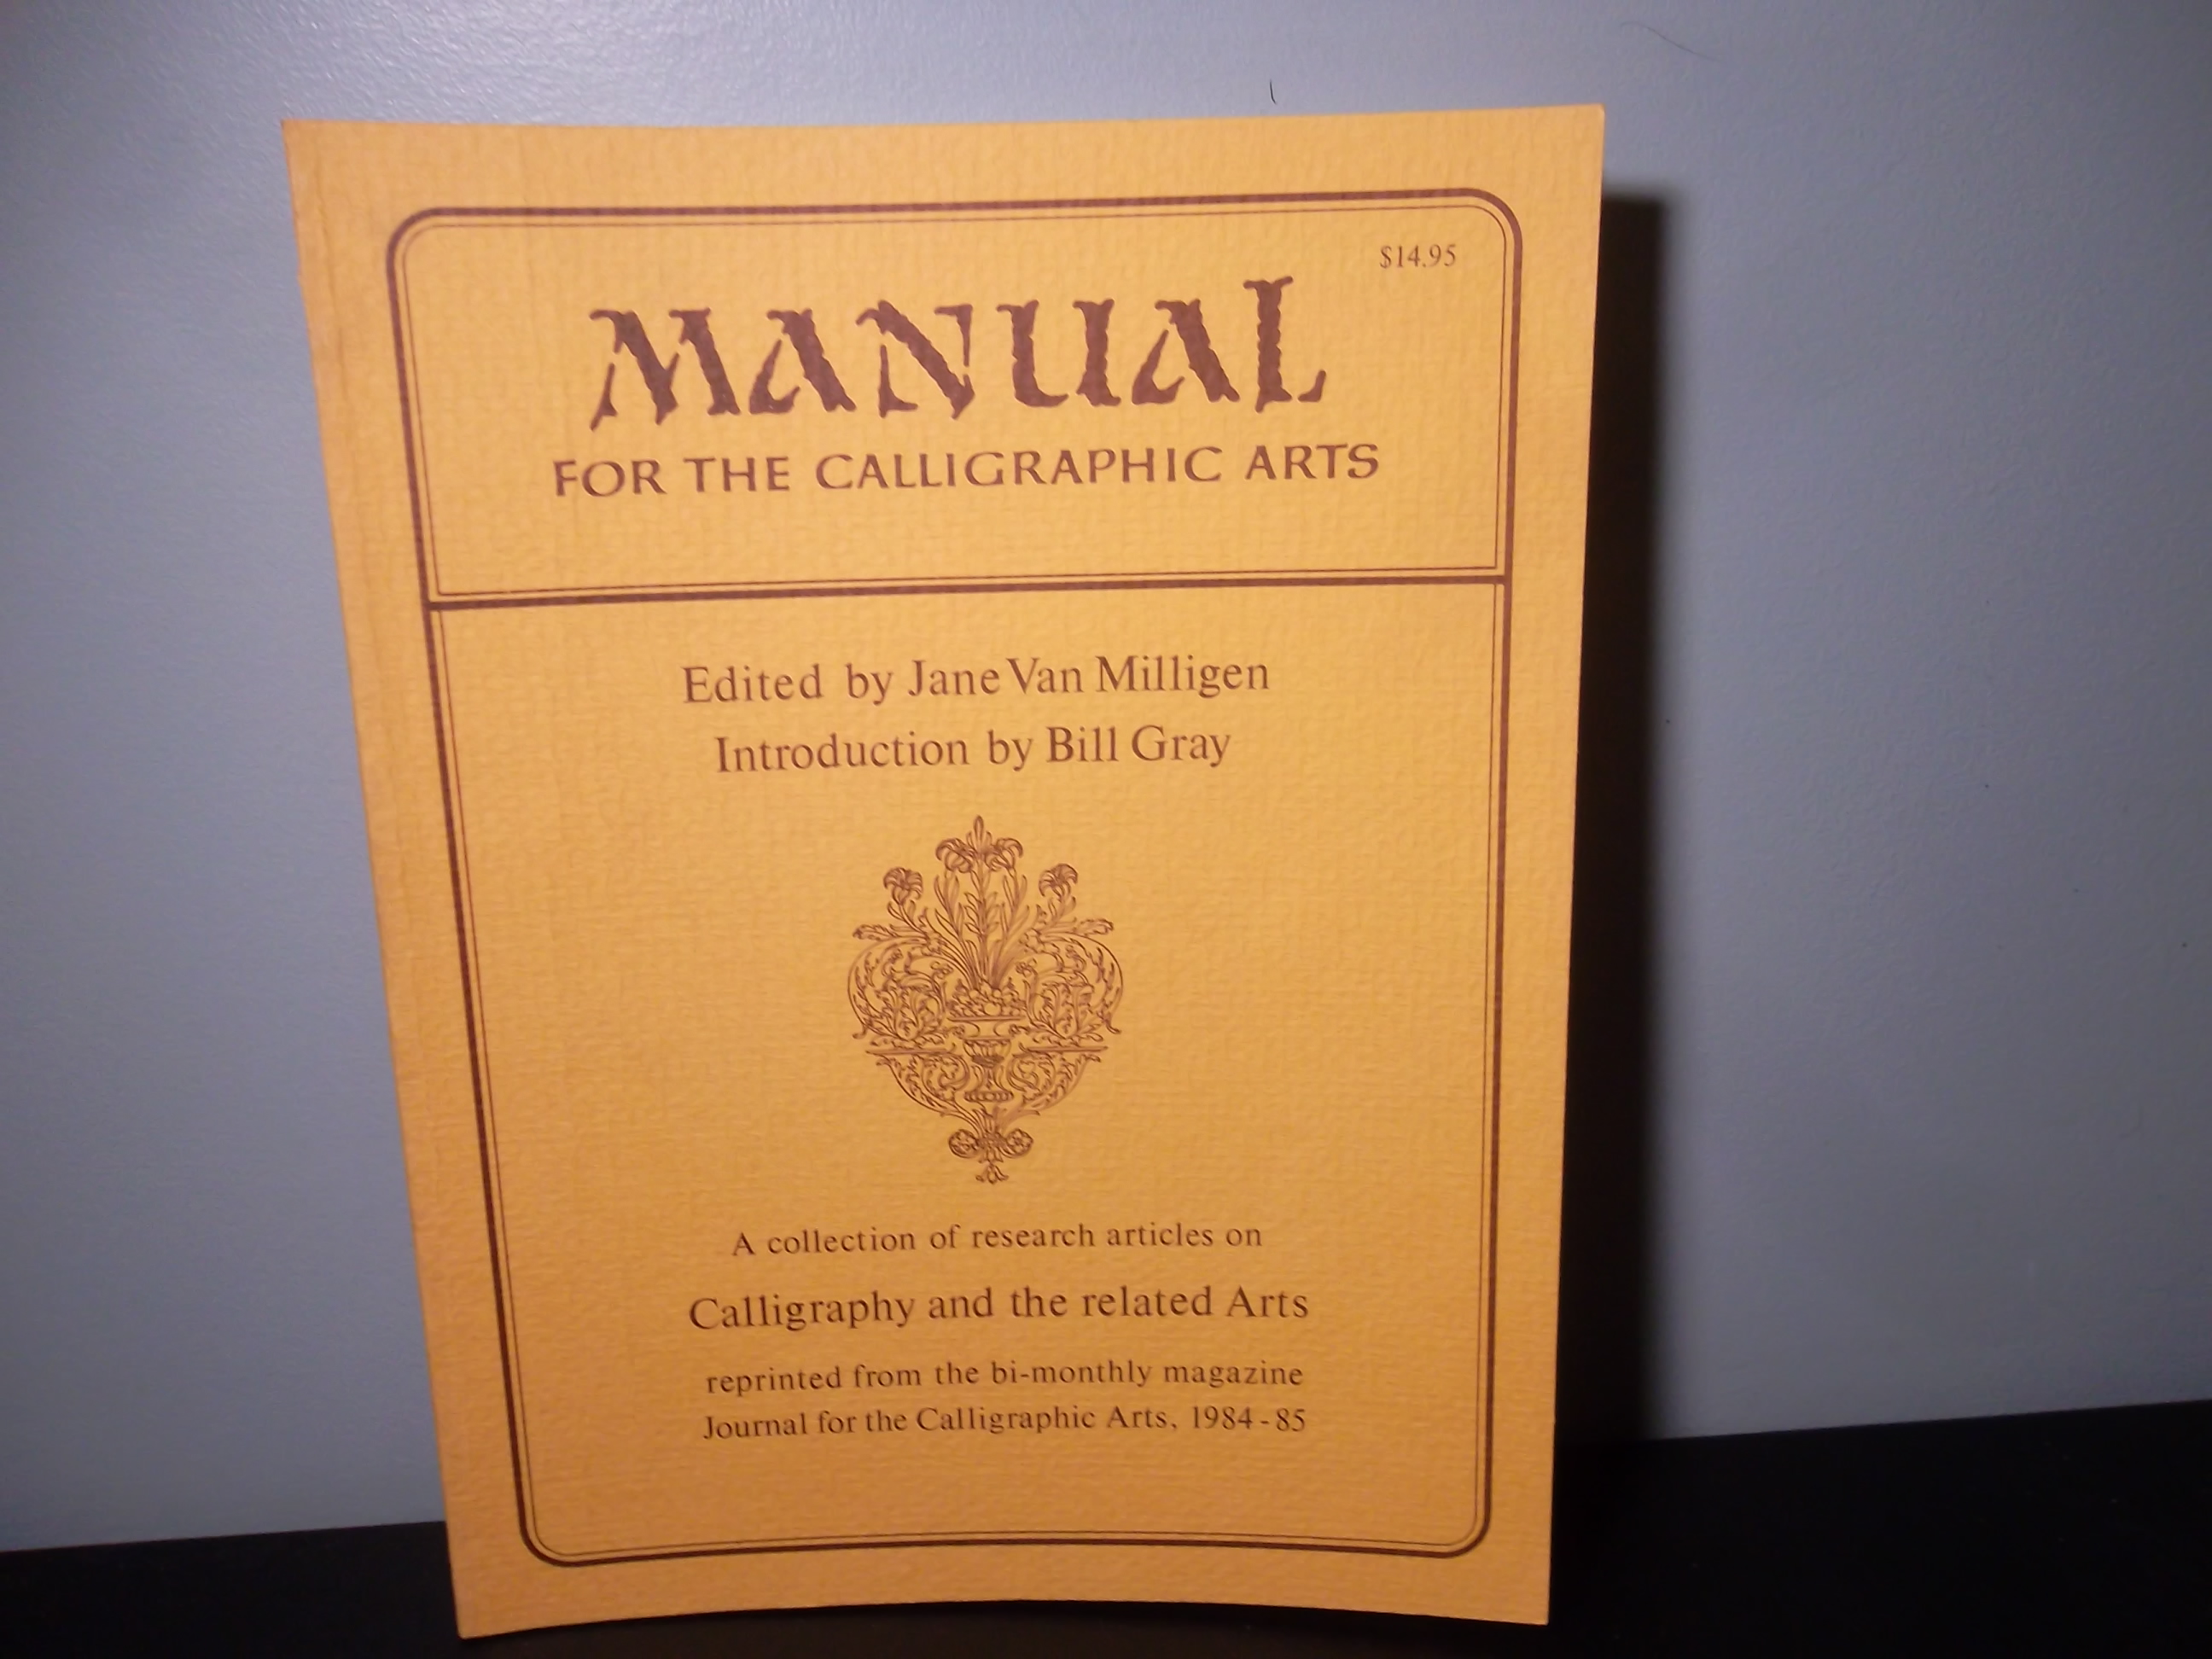 $14.95
MANUAL
FOR THE CALLIGRAPHIC ARTS
Edited by Jane Van Milligen
Introduction by Bill Gray
A collection of research articles on
Calligraphy and the related Arts
reprinted from the bi-monthly magazine
Journal for the Calligraphic Arts, 1984-85